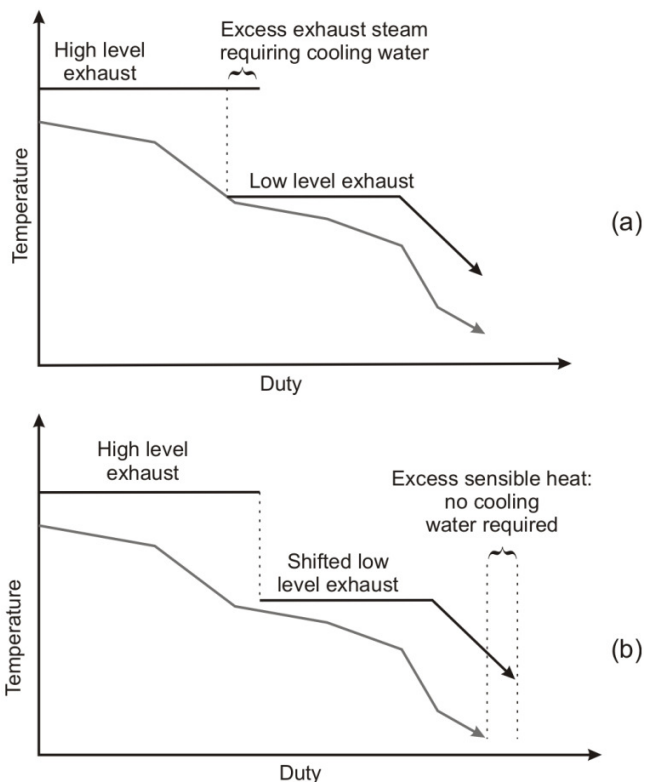 High level
exhaust
Excess exhaust steam
requiring cooling water
Low level exhaust
Temperature
Duty
(a)
High level
exhaust
Excess sensible heat:
no cooling
water required
Shifted low
level exhaust
Temperature
Duty
(b)